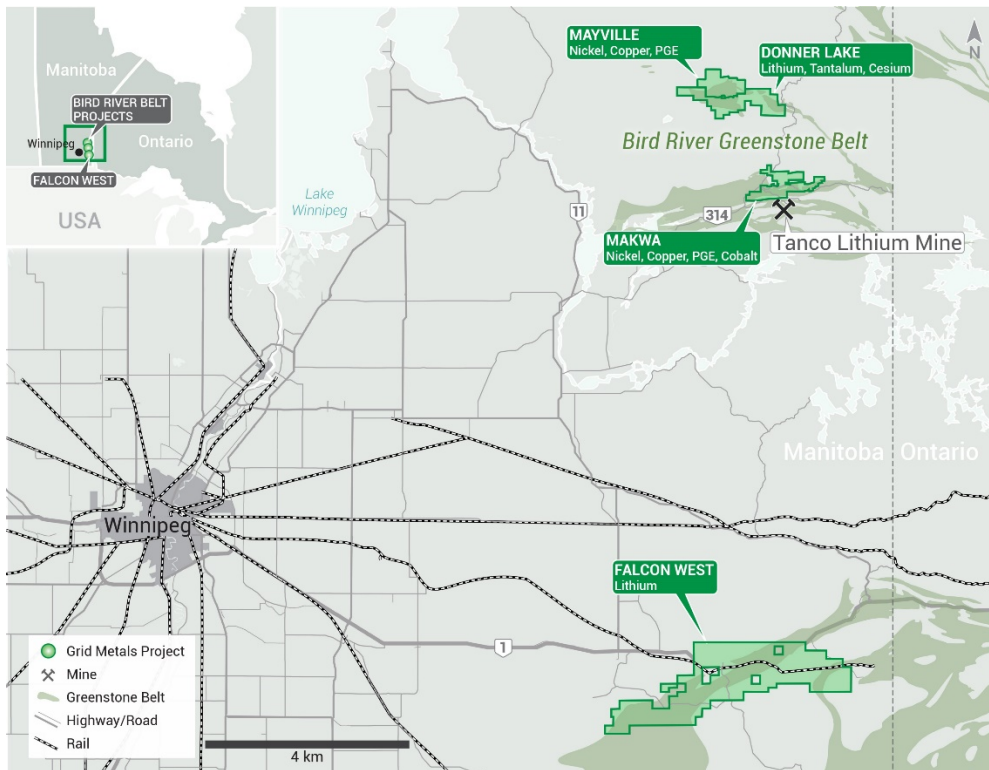 Manitoba
BIRD RIVER BELT
PROJECTS
Winnipeg
Ontario
FALCON WEST
USA
MAYVILLE
Nickel, Copper, PGE
DONNER LAKE
Lithium, Tantalum, Cesium
N
Bird River Greenstone Belt
Lake
Winnipeg
11
314
MAKWA
Nickel, Copper, PGE, Cobalt
Tanco Lithium Mine
Manitoba
Ontario
Winnipeg
FALCON WEST
Lithium
1
Grid Metals Project
Mine
Greenstone Belt
Highway/Road
Rail
4 km